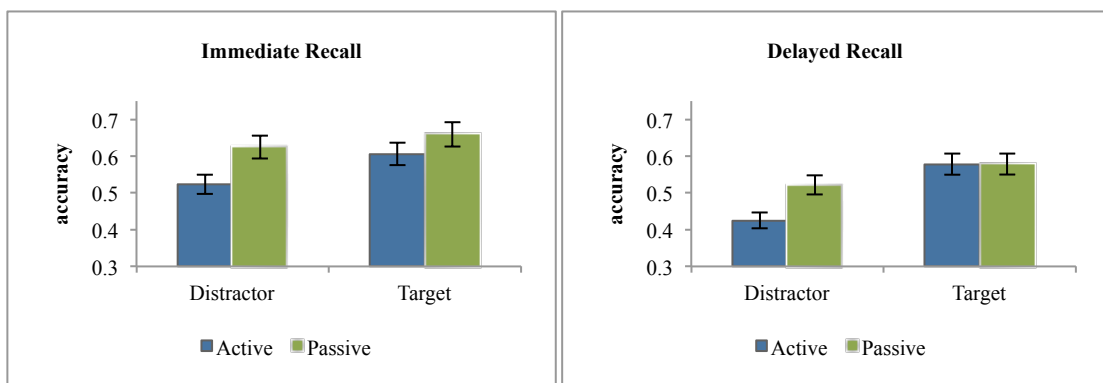 Immediate Recall
accuracy
0.7
0.6
0.5
0.4
0.3
Distractor Target
Active Passive
Delayed Recall
accuracy
0.7
0.6
0.5
0.4
0.3
Distractor Target
Active Passive